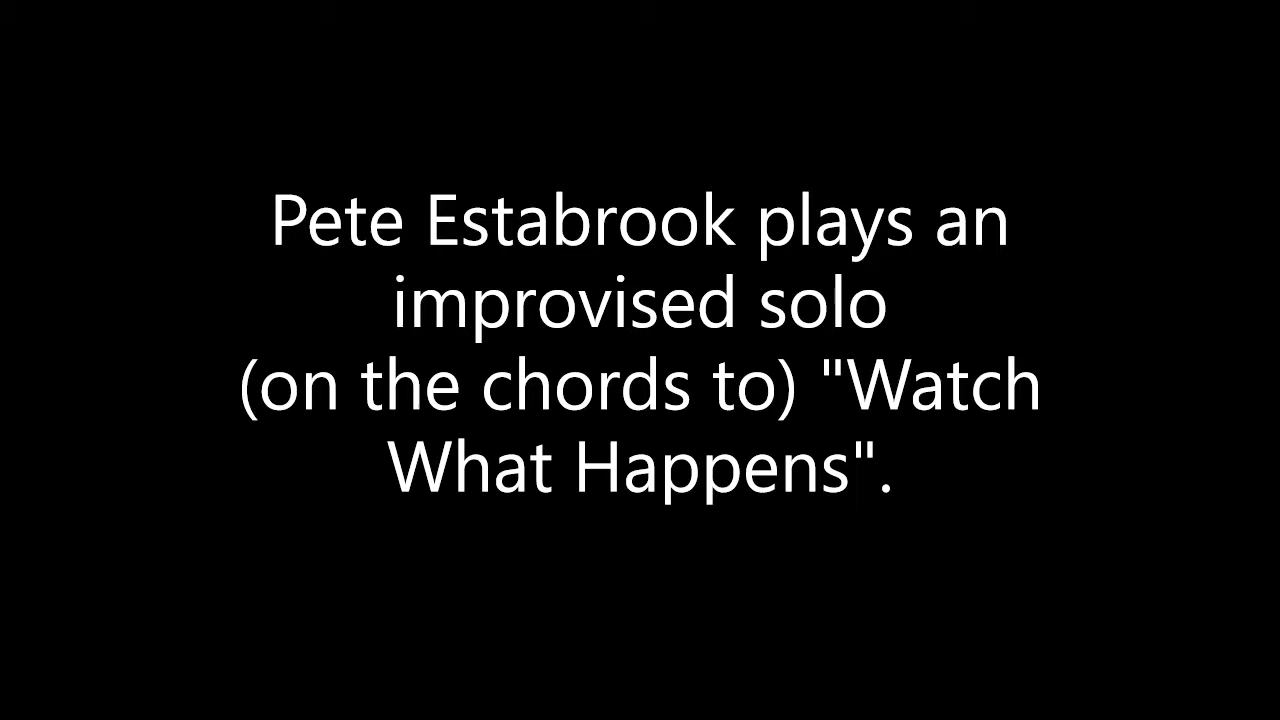 Pete Estabrook plays an
improvised solo
(on the chords to) "Watch
What Happens".